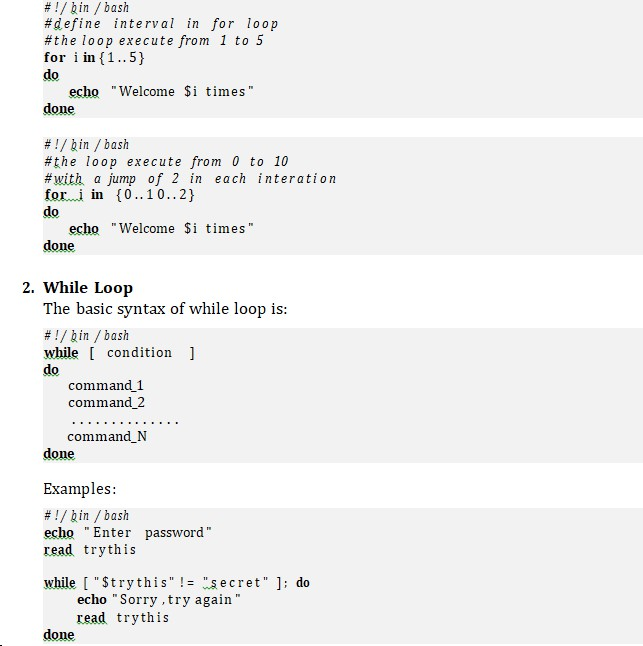 #!/ bin /bash
#define interval in for loop
#the loop execute from 1 to 5
for i in {1..5}
do
echo "Welcome $i times"
done
#!/ bin /bash
#the loop execute from 0 to 10
#with a jump of 2 in each interation
for i in {0..10..2}
do
echo "Welcome $i times"
done
2. While Loop
The basic syntax of while loop is:
#!/ bin /bash
while [ condition ]
do
command_1
command_2
..............
command_N
done
Examples:
#!/ bin /bash
echo "Enter password"
read trythis
while [ "$trythis" != "secret" ]; do
echo "Sorry ,try again"
read trythis
done